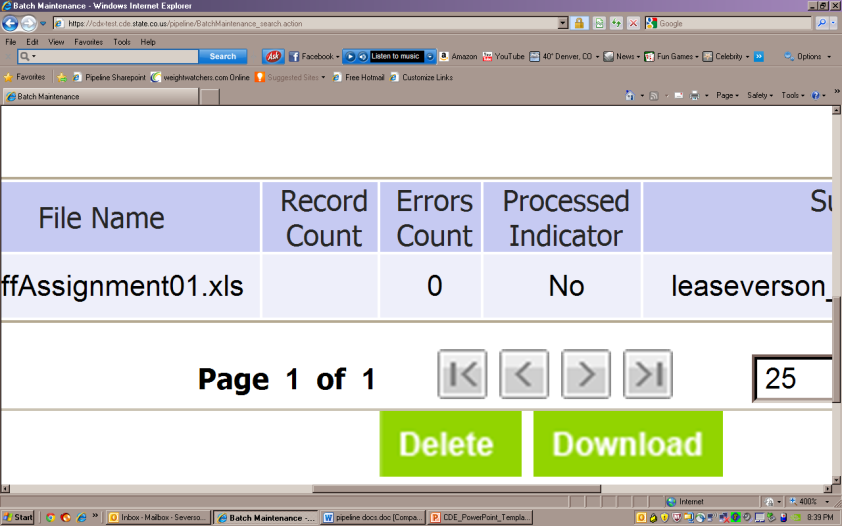 Batch Maintenance - Windows Internet Explorer
https://cdx-test.cde.state.co.us/pipeline/BatchMaintenance_search.action
Google
File Edit View Favorites Tools Help
Search Ask Facebook Listen to music Amazon YouTube 40° Denver, CO News Fun Games Celebrity Options
Favorites Pipeline Sharepoint weightwatchers.com Online Suggested Sites Free Hotmail Customize Links
Batch Maintenance Page Safety Tools
File Name Record Count Errors Count Processed Indicator Su
ffAssignment01.xls 0 No leaseverson_
Page 1 of 1 25
Delete Download
Internet 400%
Start Inbox - Mailbox - Severso... Batch Maintenance -... pipeline docs.doc [Compa... CDE_PowerPoint_Templa... 8:39 PM